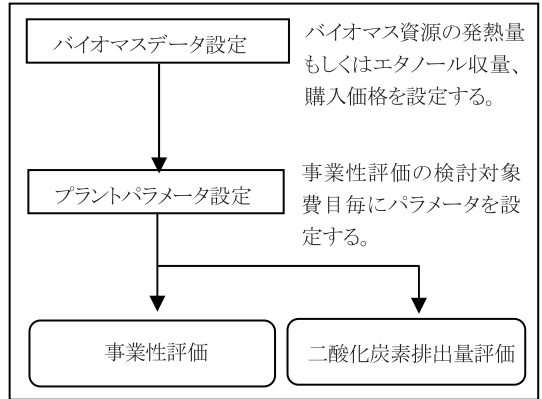 バイオマスデータ設定
バイオマス資源の発熱量
もしくはエタノール収量、
購入価格を設定する。
プラントパラメータ設定
事業性評価の検討対象
費目毎にパラメータを設
定する。
事業性評価
二酸化炭素排出量評価